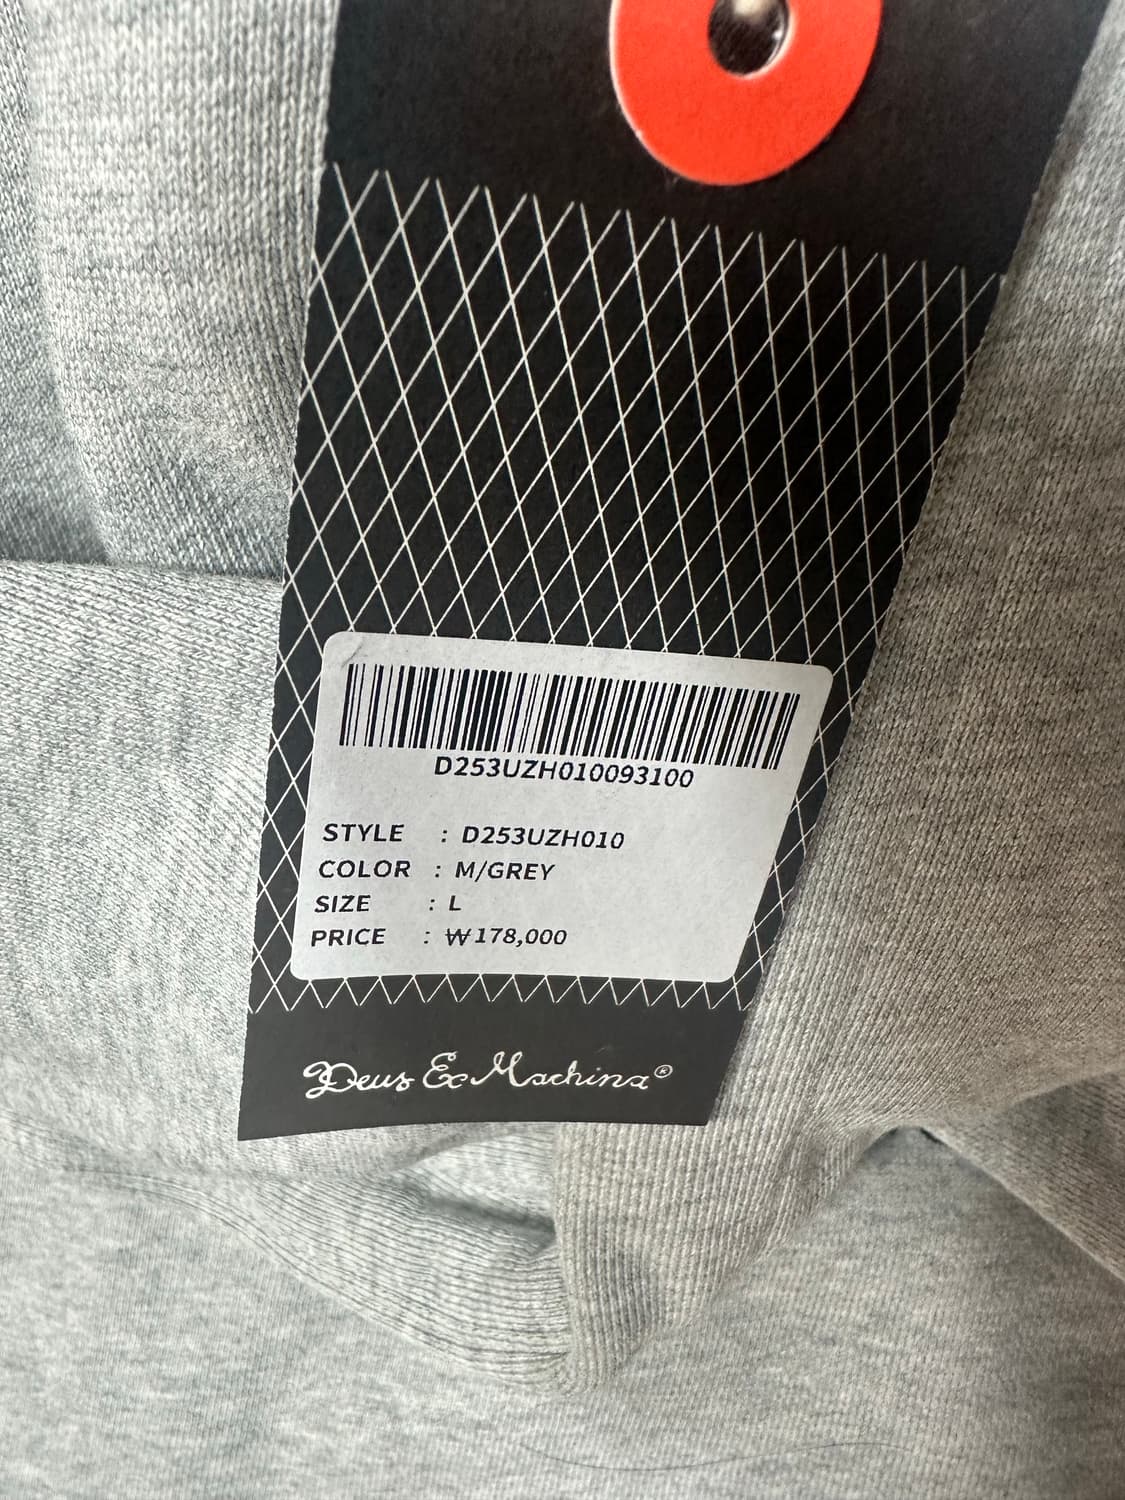 D253UZH010093100
STYLE : D253UZH010
COLOR : M/GREY
SIZE : L
PRICE : ₩178,000
Deus Ex Machina®